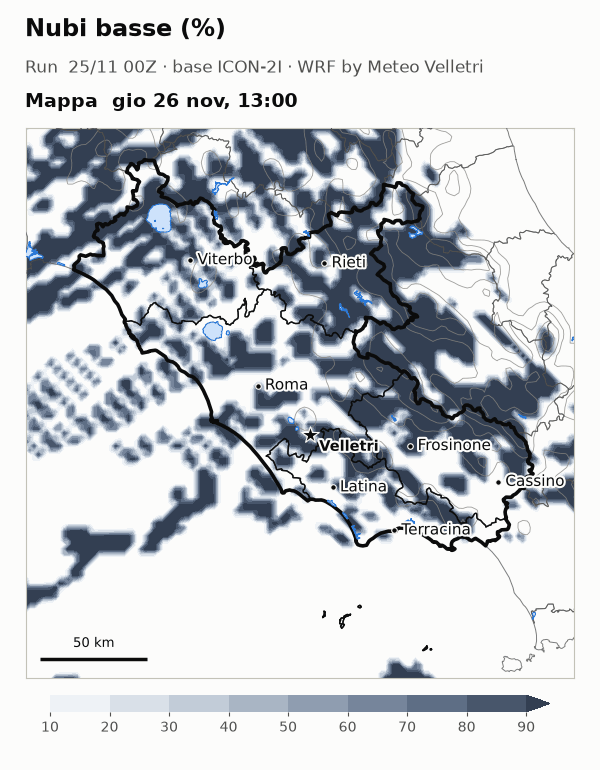 Nubi basse (%)
Run  25/11 00Z · base ICON-2I · WRF by Meteo Velletri
Mappa  gio 26 nov, 13:00
Viterbo
Rieti
Roma
Velletri
Frosinone
Cassino
Latina
Terracina
50 km
10 20 30 40 50 60 70 80 90